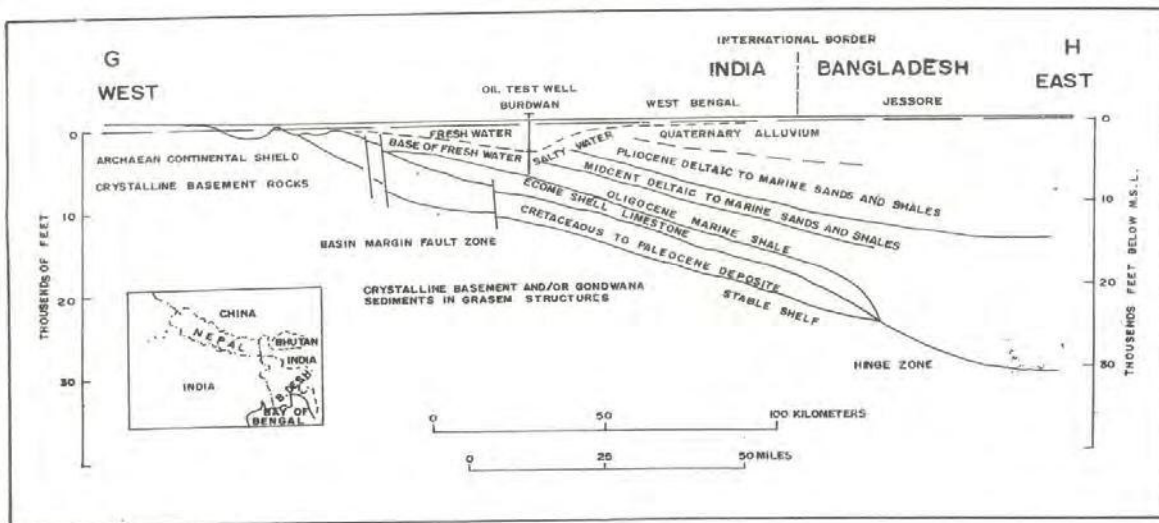 G
WEST
INTERNATIONAL BORDER
INDIA
BANGLADESH
H
EAST
OIL TEST WELL
BURDWAN
WEST BENGAL
JESSORE
0
10
20
30
40
THOUSENDS OF FEET
ARCHAEAN CONTINENTAL SHIELD
CRYSTALLINE BASEMENT ROCKS
FRESH WATER
BASE OF FRESH WATER
SALTY WATER
QUATERNARY ALLUVIUM
PLIOCENE DELTAIC TO MARINE SANDS AND SHALES
MIDCENT DELTAIC TO MARINE SANDS AND SHALES
OLIGOCENE MARINE SHALE
ECOME SHELL LIMESTONE
CRETACEOUS TO PALEOCENE DEPOSITE
STABLE SHELF
BASIN MARGIN FAULT ZONE
CRYSTALLINE BASEMENT AND/OR GONDWANA
SEDIMENTS IN GRASEM STRUCTURES
HINGE ZONE
0
10
20
30
THOUSENDS FEET BELOW M.S.L.
CHINA
NEPAL
BHUTAN
INDIA
INDIA
B. DESH
BAY OF
BENGAL
0
50
100 KILOMETERS
0
25
50 MILES